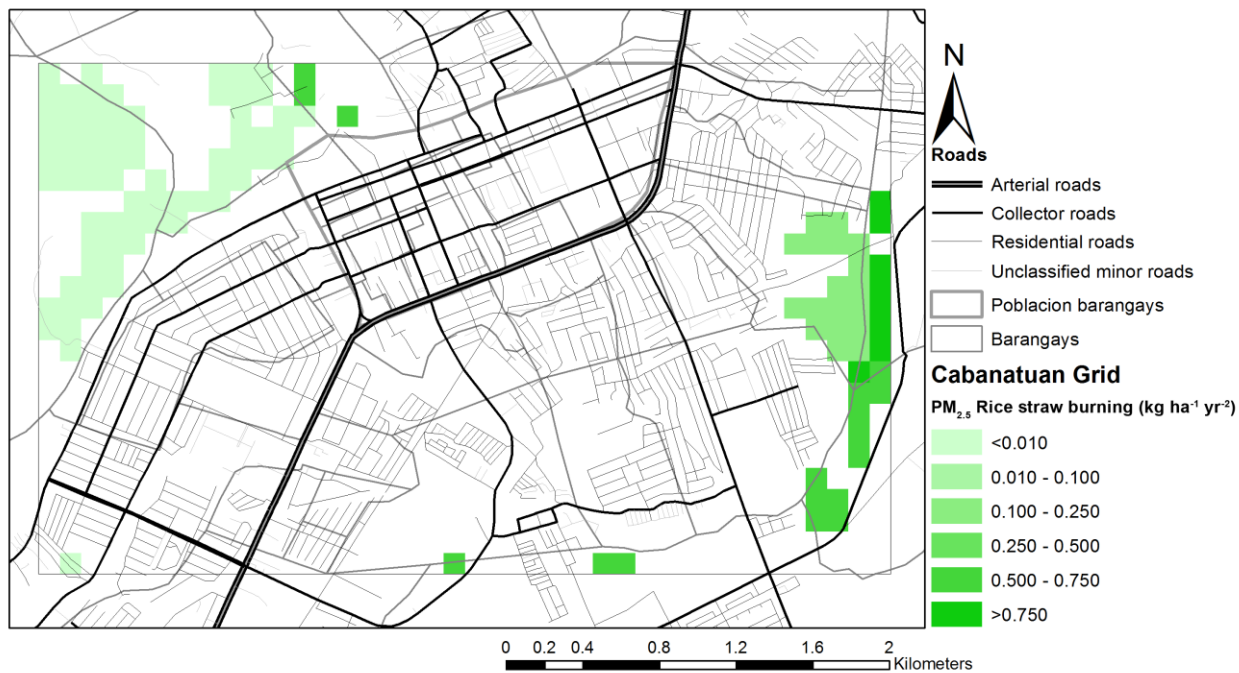 N
Roads
Arterial roads
Collector roads
Residential roads
Unclassified minor roads
Poblacion barangays
Barangays
Cabanatuan Grid
PM2.5 Rice straw burning (kg ha-1 yr-2)
<0.010
0.010 - 0.100
0.100 - 0.250
0.250 - 0.500
0.500 - 0.750
>0.750
0 0.2 0.4 0.8 1.2 1.6 2
Kilometers